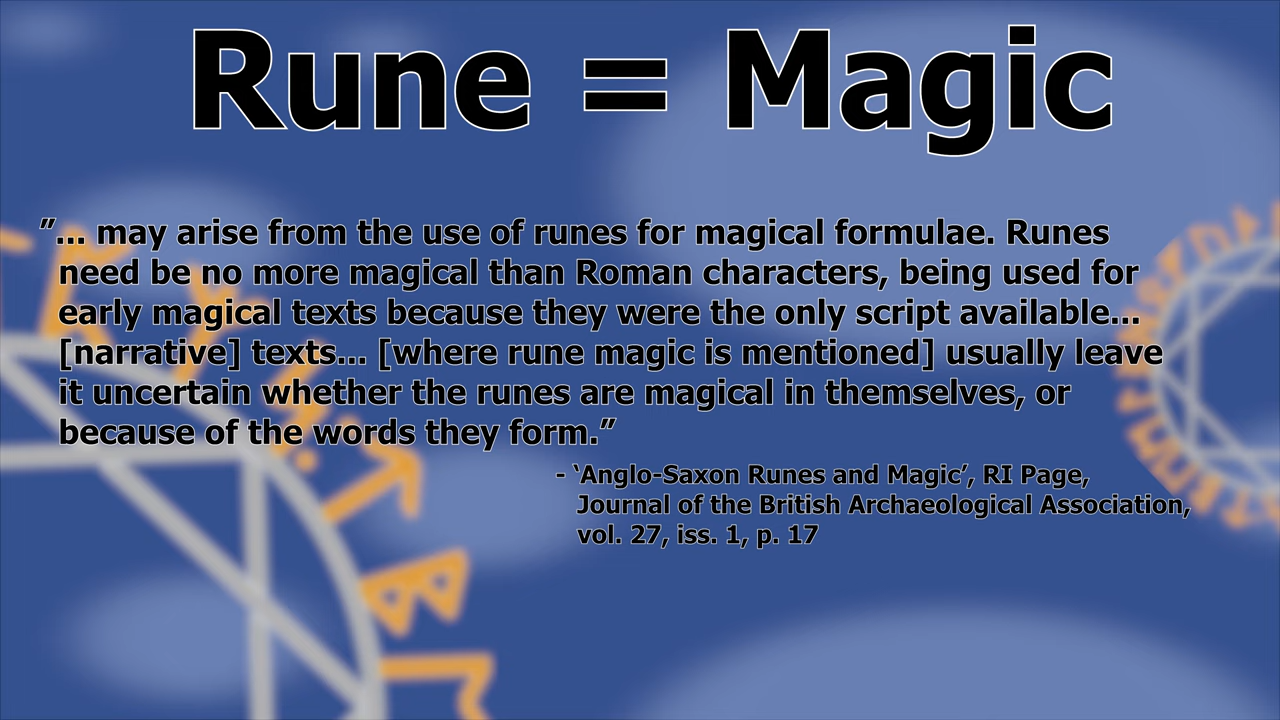 Rune = Magic
”... may arise from the use of runes for magical formulae. Runes
need be no more magical than Roman characters, being used for
early magical texts because they were the only script available...
[narrative] texts... [where rune magic is mentioned] usually leave
it uncertain whether the runes are magical in themselves, or
because of the words they form.”
- ‘Anglo-Saxon Runes and Magic’, RI Page,
Journal of the British Archaeological Association,
vol. 27, iss. 1, p. 17